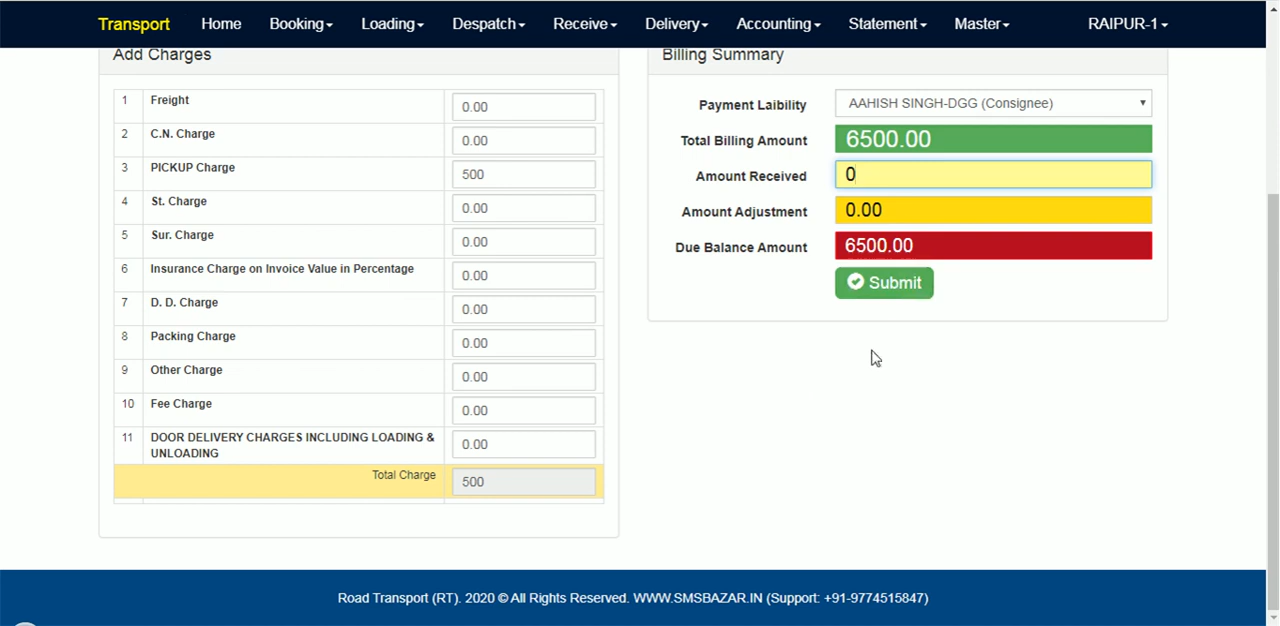 Transport Home Booking Loading Despatch Receive Delivery Accounting Statement Master RAIPUR-1
Add Charges
1 Freight 0.00
2 C.N. Charge 0.00
3 PICKUP Charge 500
4 St. Charge 0.00
5 Sur. Charge 0.00
6 Insurance Charge on Invoice Value in Percentage 0.00
7 D. D. Charge 0.00
8 Packing Charge 0.00
9 Other Charge 0.00
10 Fee Charge 0.00
11 DOOR DELIVERY CHARGES INCLUDING LOADING & 0.00
UNLOADING
Total Charge 500
Billing Summary
Payment Laibility AAHISH SINGH-DGG (Consignee)
Total Billing Amount 6500.00
Amount Received 0
Amount Adjustment 0.00
Due Balance Amount 6500.00
Submit
Road Transport (RT). 2020 © All Rights Reserved. WWW.SMSBAZAR.IN (Support: +91-9774515847)